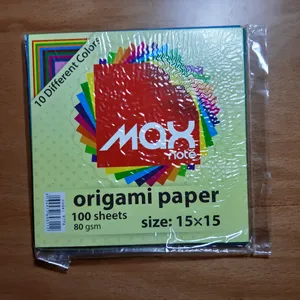 10 Different Colors
max
note
origami paper
100 sheets
80 gsm
size: 15×15